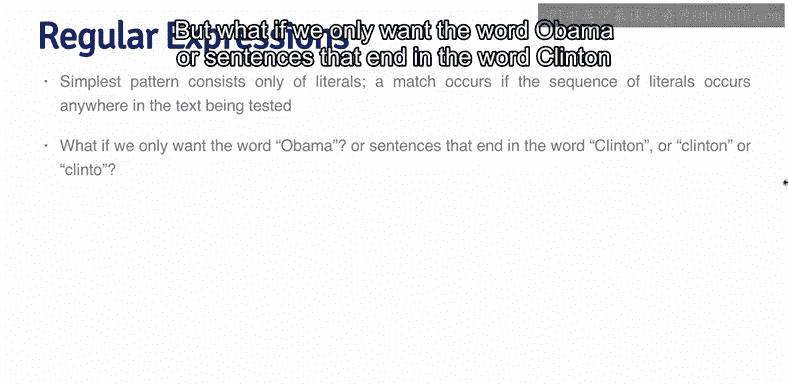 Regular Expressions
But what if we only want the word Obama
or sentences that end in the word Clinton
· Simplest pattern consists only of literals; a match occurs if the sequence of literals occurs
anywhere in the text being tested
· What if we only want the word “Obama”? or sentences that end in the word “Clinton”, or “clinton” or
“clinto”?